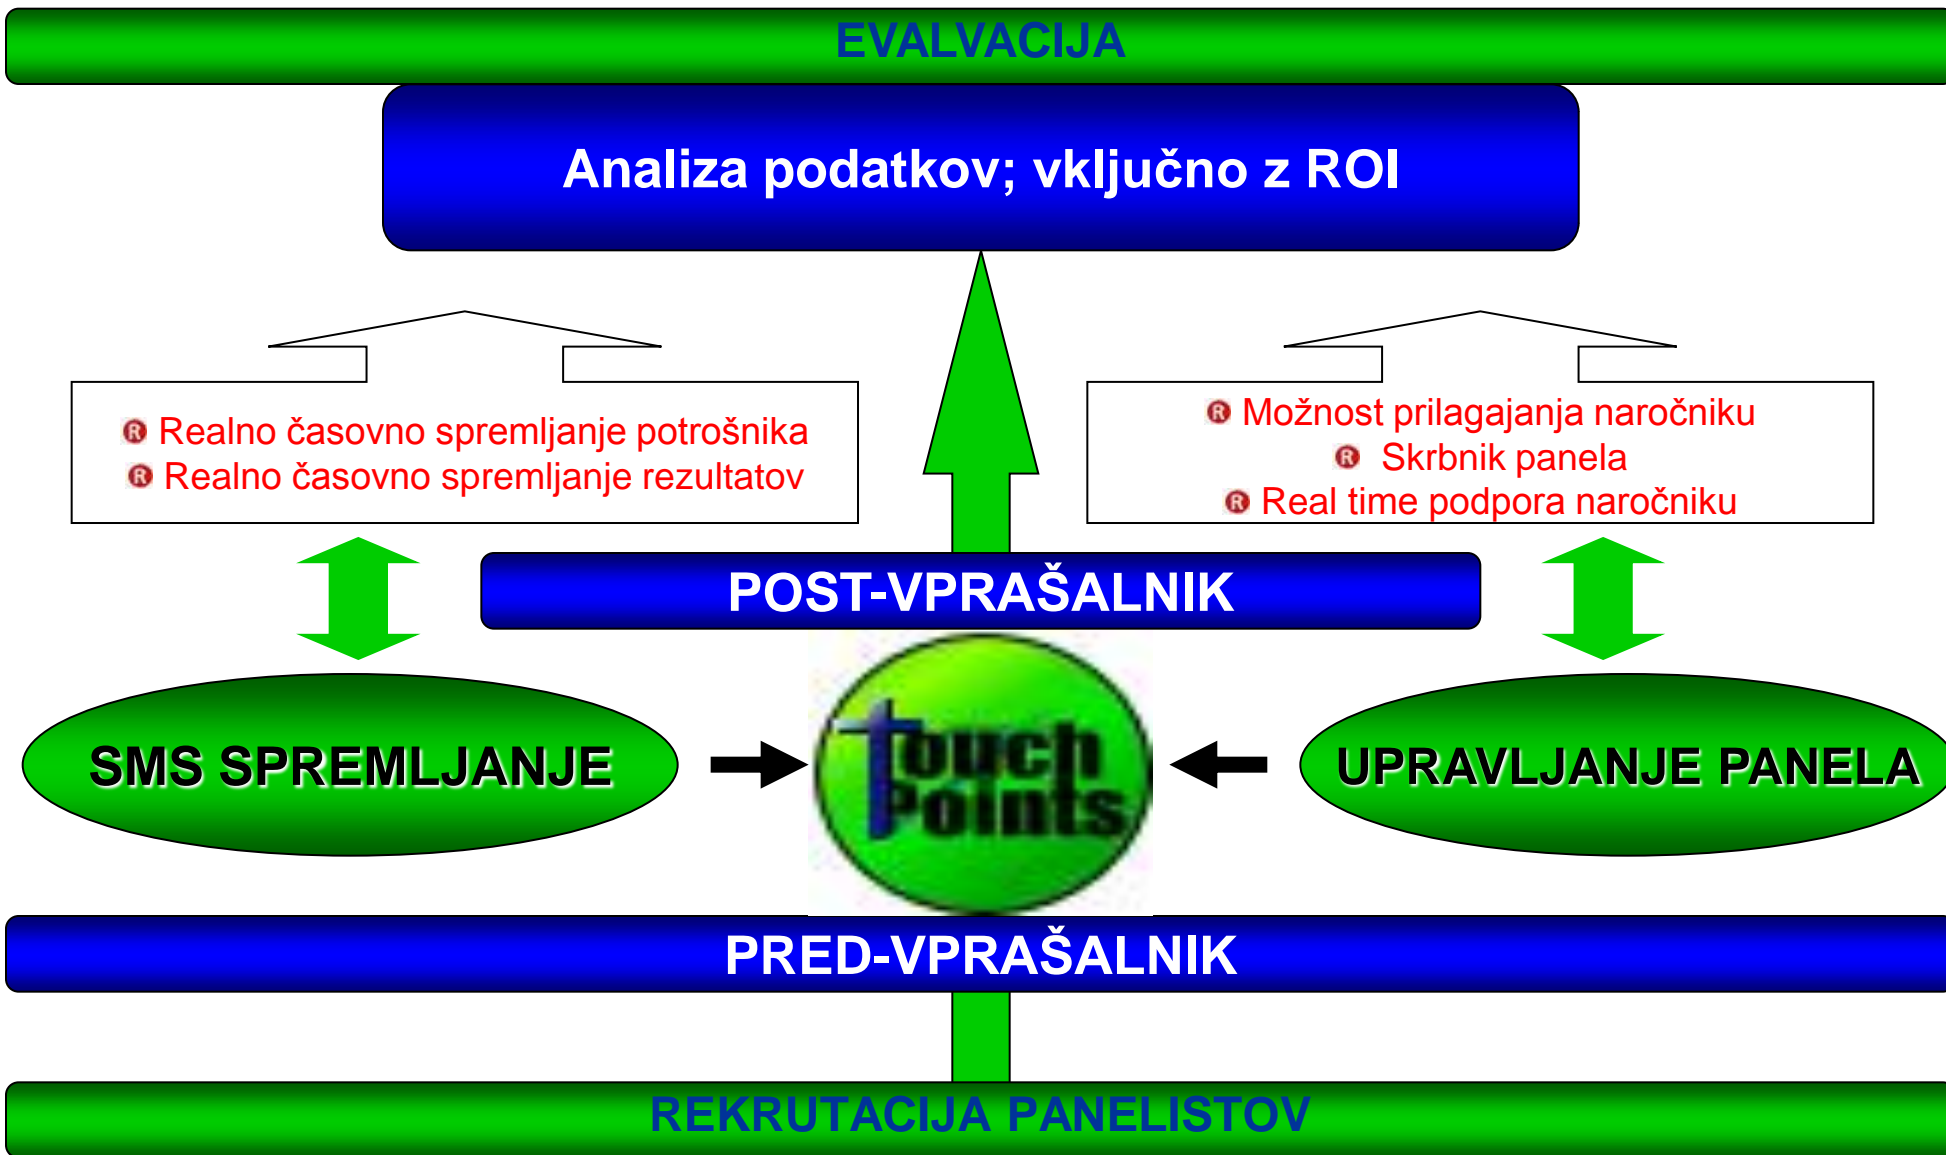 EVALVACIJA
Analiza podatkov; vključno z ROI
Realno časovno spremljanje potrošnika
Realno časovno spremljanje rezultatov
Možnost prilagajanja naročniku
Skrbnik panela
Real time podpora naročniku
POST-VPRAŠALNIK
SMS SPREMLJANJE
Touch
Points
UPRAVLJANJE PANELA
PRED-VPRAŠALNIK
REKRUTACIJA PANELISTOV